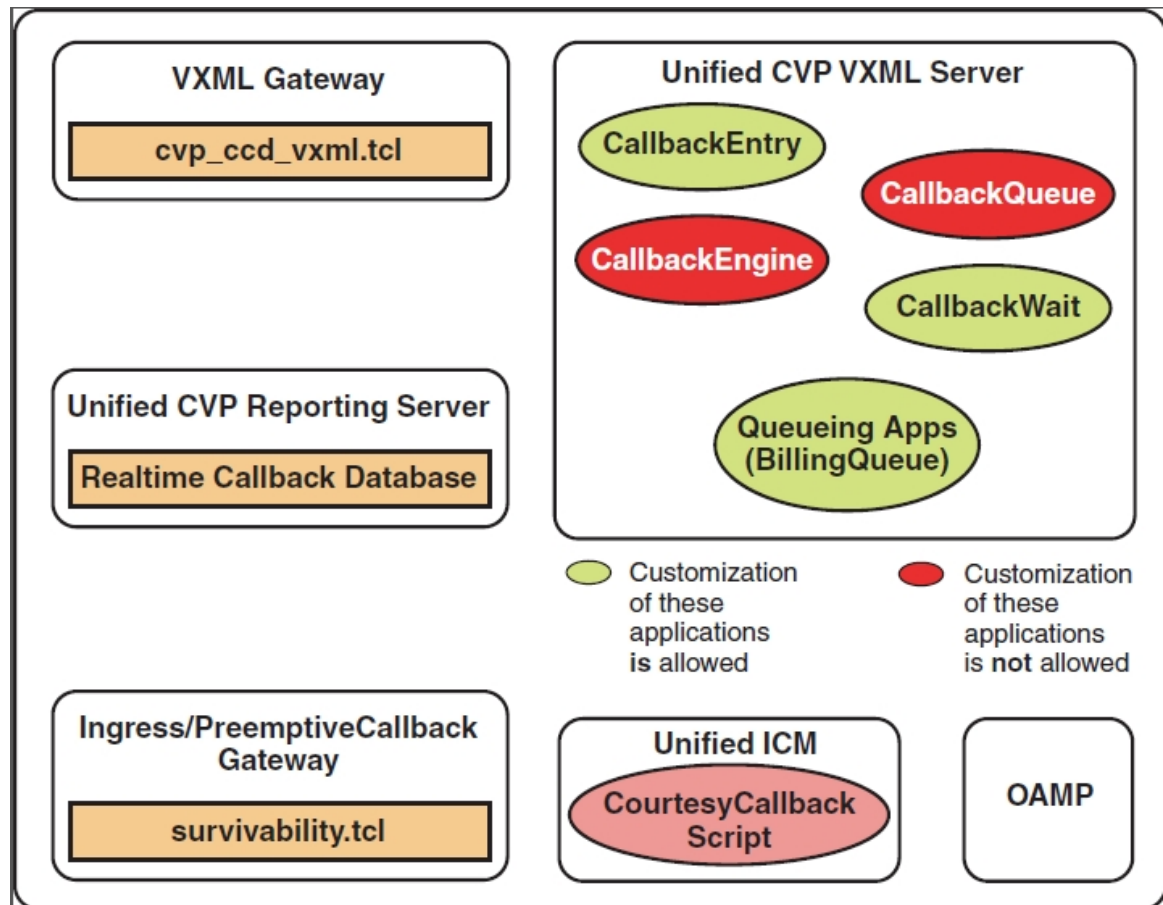 VXML Gateway
cvp_ccd_vxml.tcl
Unified CVP Reporting Server
Realtime Callback Database
Ingress/PreemptiveCallback
Gateway
survivability.tcl
Unified CVP VXML Server
CallbackEntry
CallbackQueue
CallbackEngine
CallbackWait
Queueing Apps
(BillingQueue)
Customization
of these
applications
is allowed
Customization
of these
applications
is not allowed
Unified ICM
CourtesyCallback
Script
OAMP